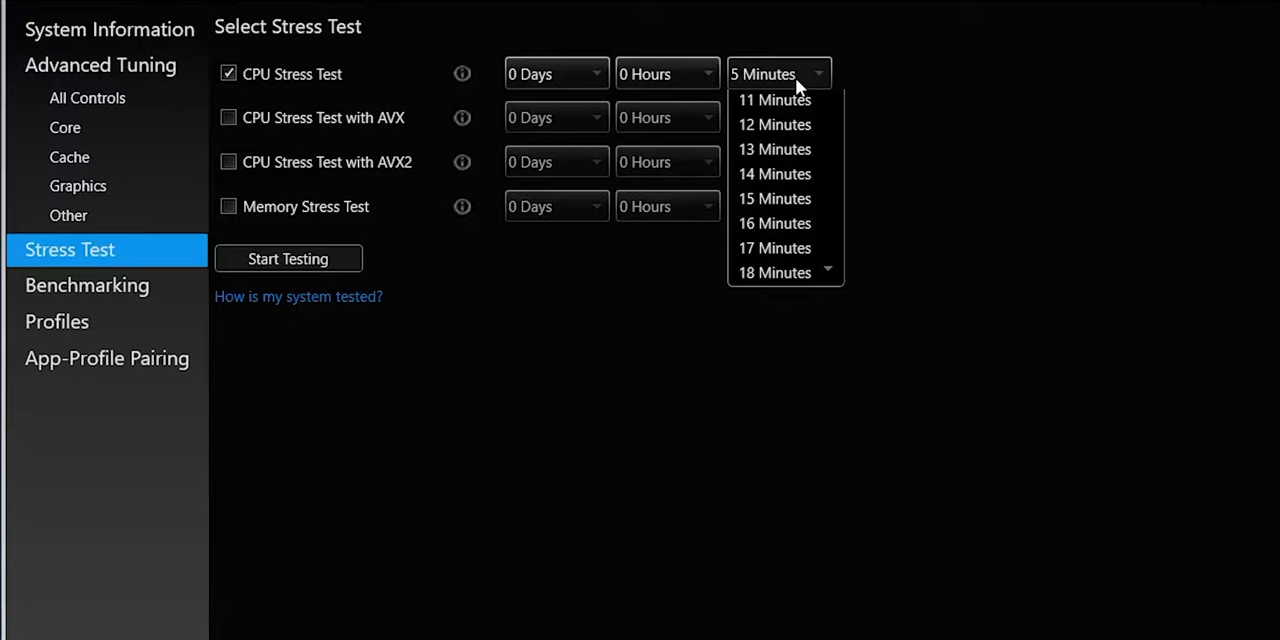 System Information
Advanced Tuning
All Controls
Core
Cache
Graphics
Other
Stress Test
Benchmarking
Profiles
App-Profile Pairing
Select Stress Test
CPU Stress Test 0 Days 0 Hours 5 Minutes
CPU Stress Test with AVX 0 Days 0 Hours
CPU Stress Test with AVX2 0 Days 0 Hours
Memory Stress Test 0 Days 0 Hours
11 Minutes
12 Minutes
13 Minutes
14 Minutes
15 Minutes
16 Minutes
17 Minutes
18 Minutes
Start Testing
How is my system tested?